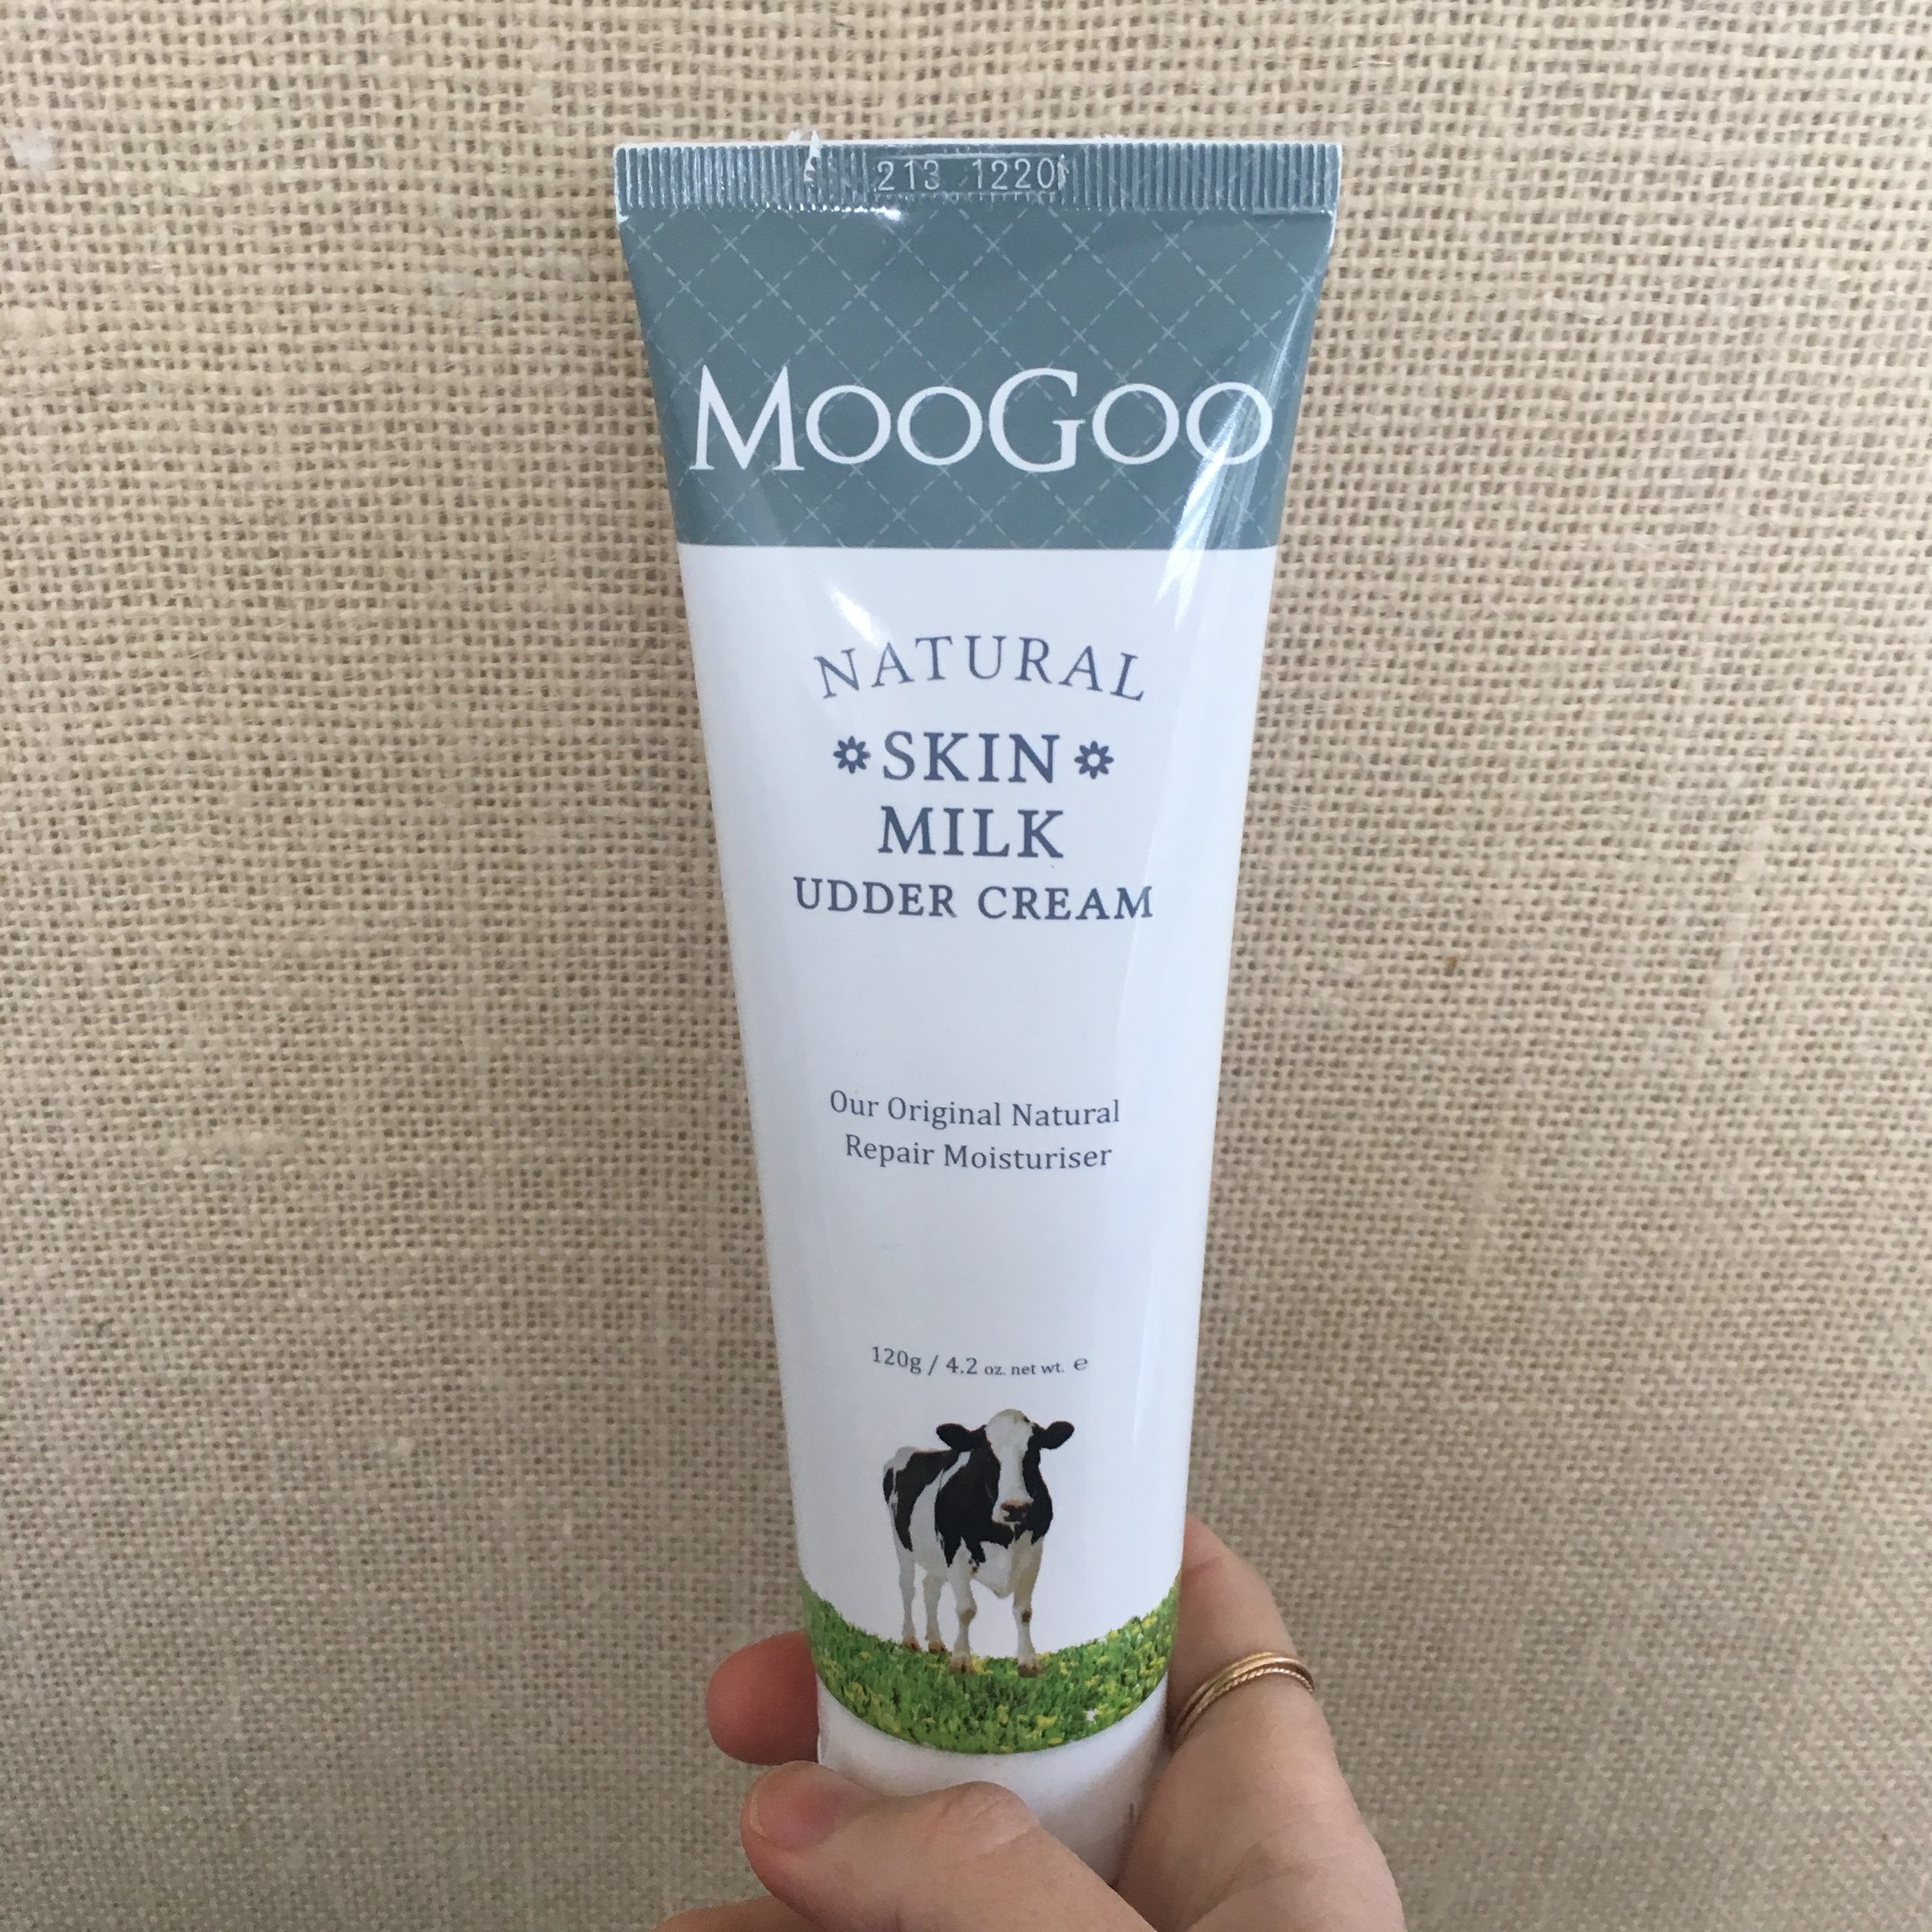 213 1220
MOOGOO
NATURAL
SKIN
MILK
UDDER CREAM
Our Original Natural
Repair Moisturiser
120g / 4.2 oz. net wt. ℮